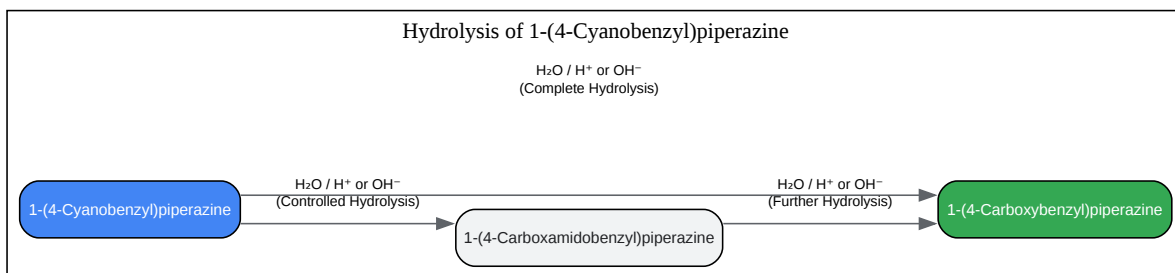 Hydrolysis of 1-(4-Cyanobenzyl)piperazine
H₂O / H⁺ or OH⁻
(Complete Hydrolysis)
1-(4-Cyanobenzyl)piperazine
H₂O / H⁺ or OH⁻
(Controlled Hydrolysis)
1-(4-Carboxamidobenzyl)piperazine
H₂O / H⁺ or OH⁻
(Further Hydrolysis)
1-(4-Carboxybenzyl)piperazine